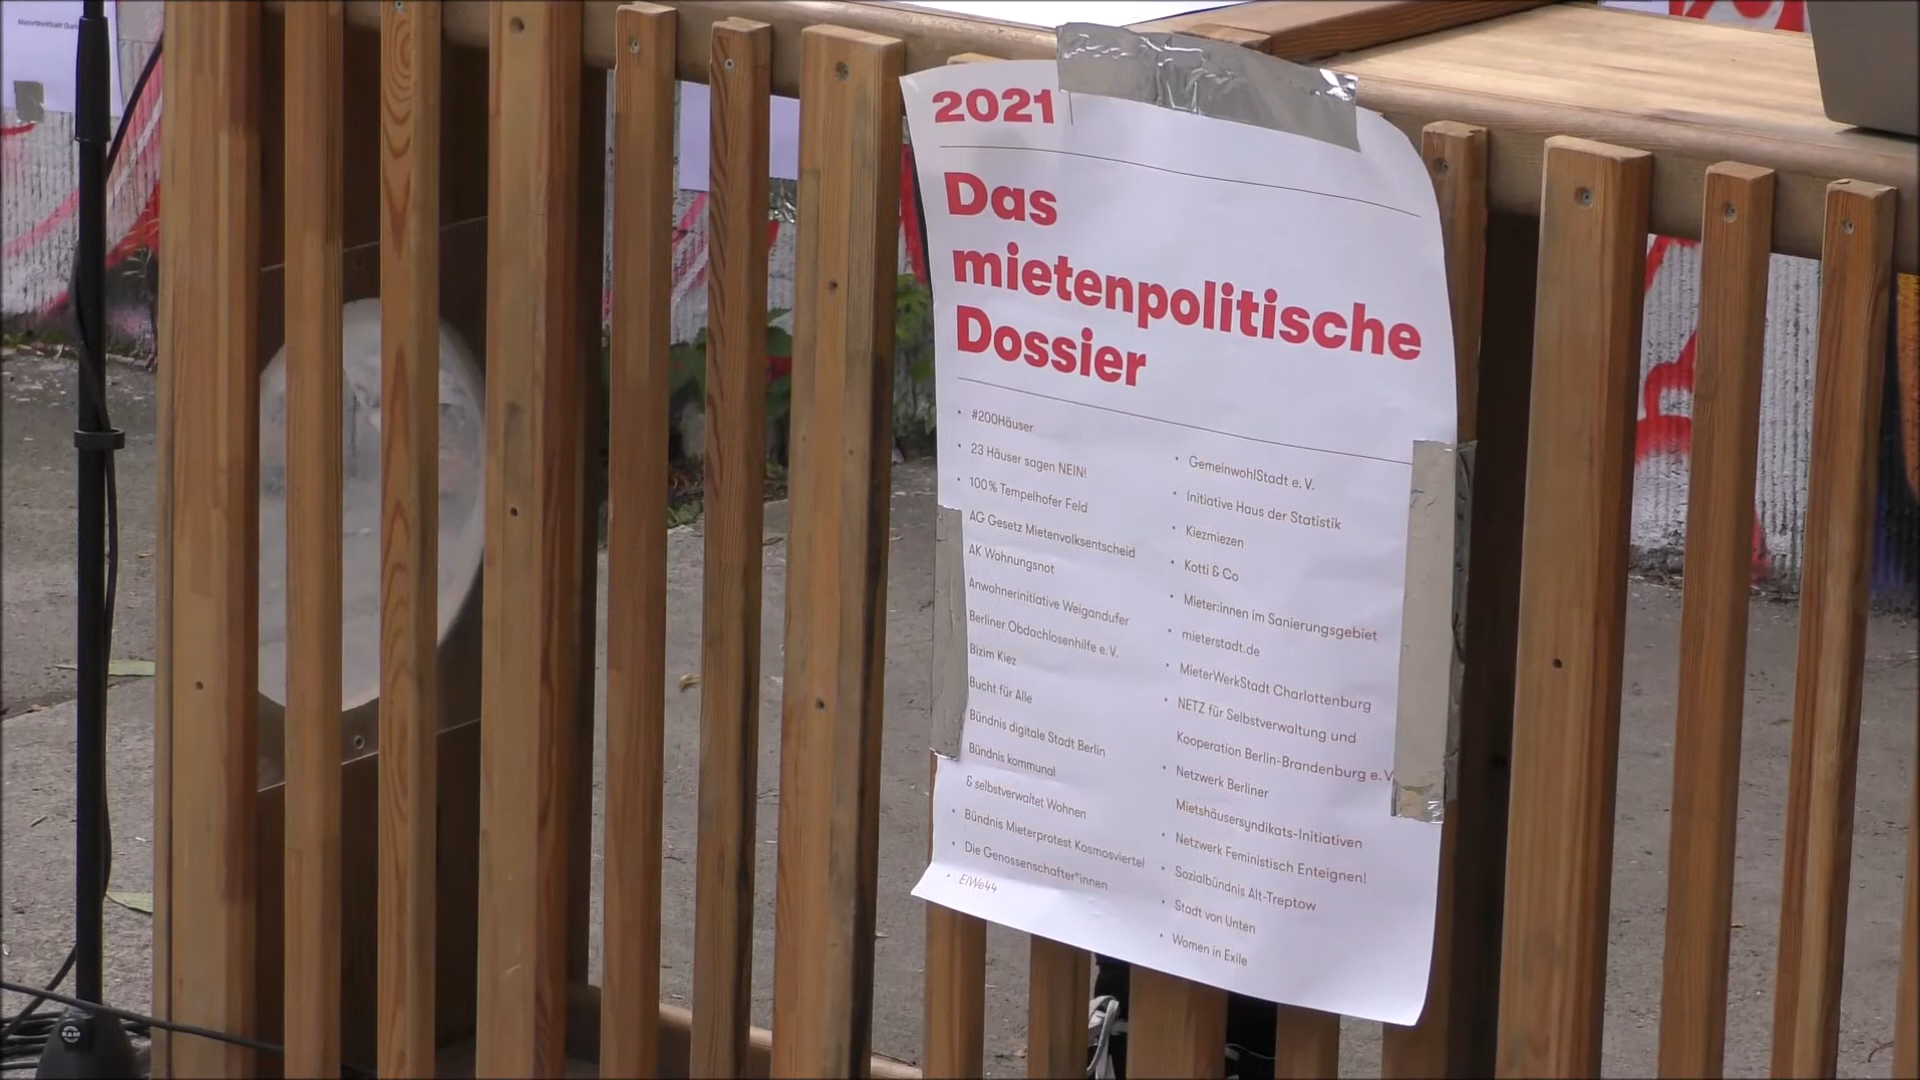 2021
Das
mietenpolitische
Dossier
#200Häuser
23 Häuser sagen NEIN!
100% Tempelhofer Feld
AG Gesetz Mietenvolksentscheid
AK Wohnungsnot
Anwohnerinitiative Weigandufer
Berliner Obdachlosenhilfe e.V.
Bizim Kiez
Bucht für Alle
Bündnis digitale Stadt Berlin
Bündnis kommunal
& selbstverwaltet Wohnen
Bündnis Mieterprotest Kosmosviertel
Die Genossenschafter*innen
ElWe44
GemeinwohlStadt e. V.
Initiative Haus der Statistik
Kiezmiezen
Kotti & Co
Mieter:innen im Sanierungsgebiet
mieterstadt.de
MieterWerkStadt Charlottenburg
NETZ für Selbstverwaltung und
Kooperation Berlin-Brandenburg e. V.
Netzwerk Berliner
Mietshäusersyndikats-Initiativen
Netzwerk Feministisch Enteignen!
Sozialbündnis Alt-Treptow
Stadt von Unten
Women in Exile
K&M